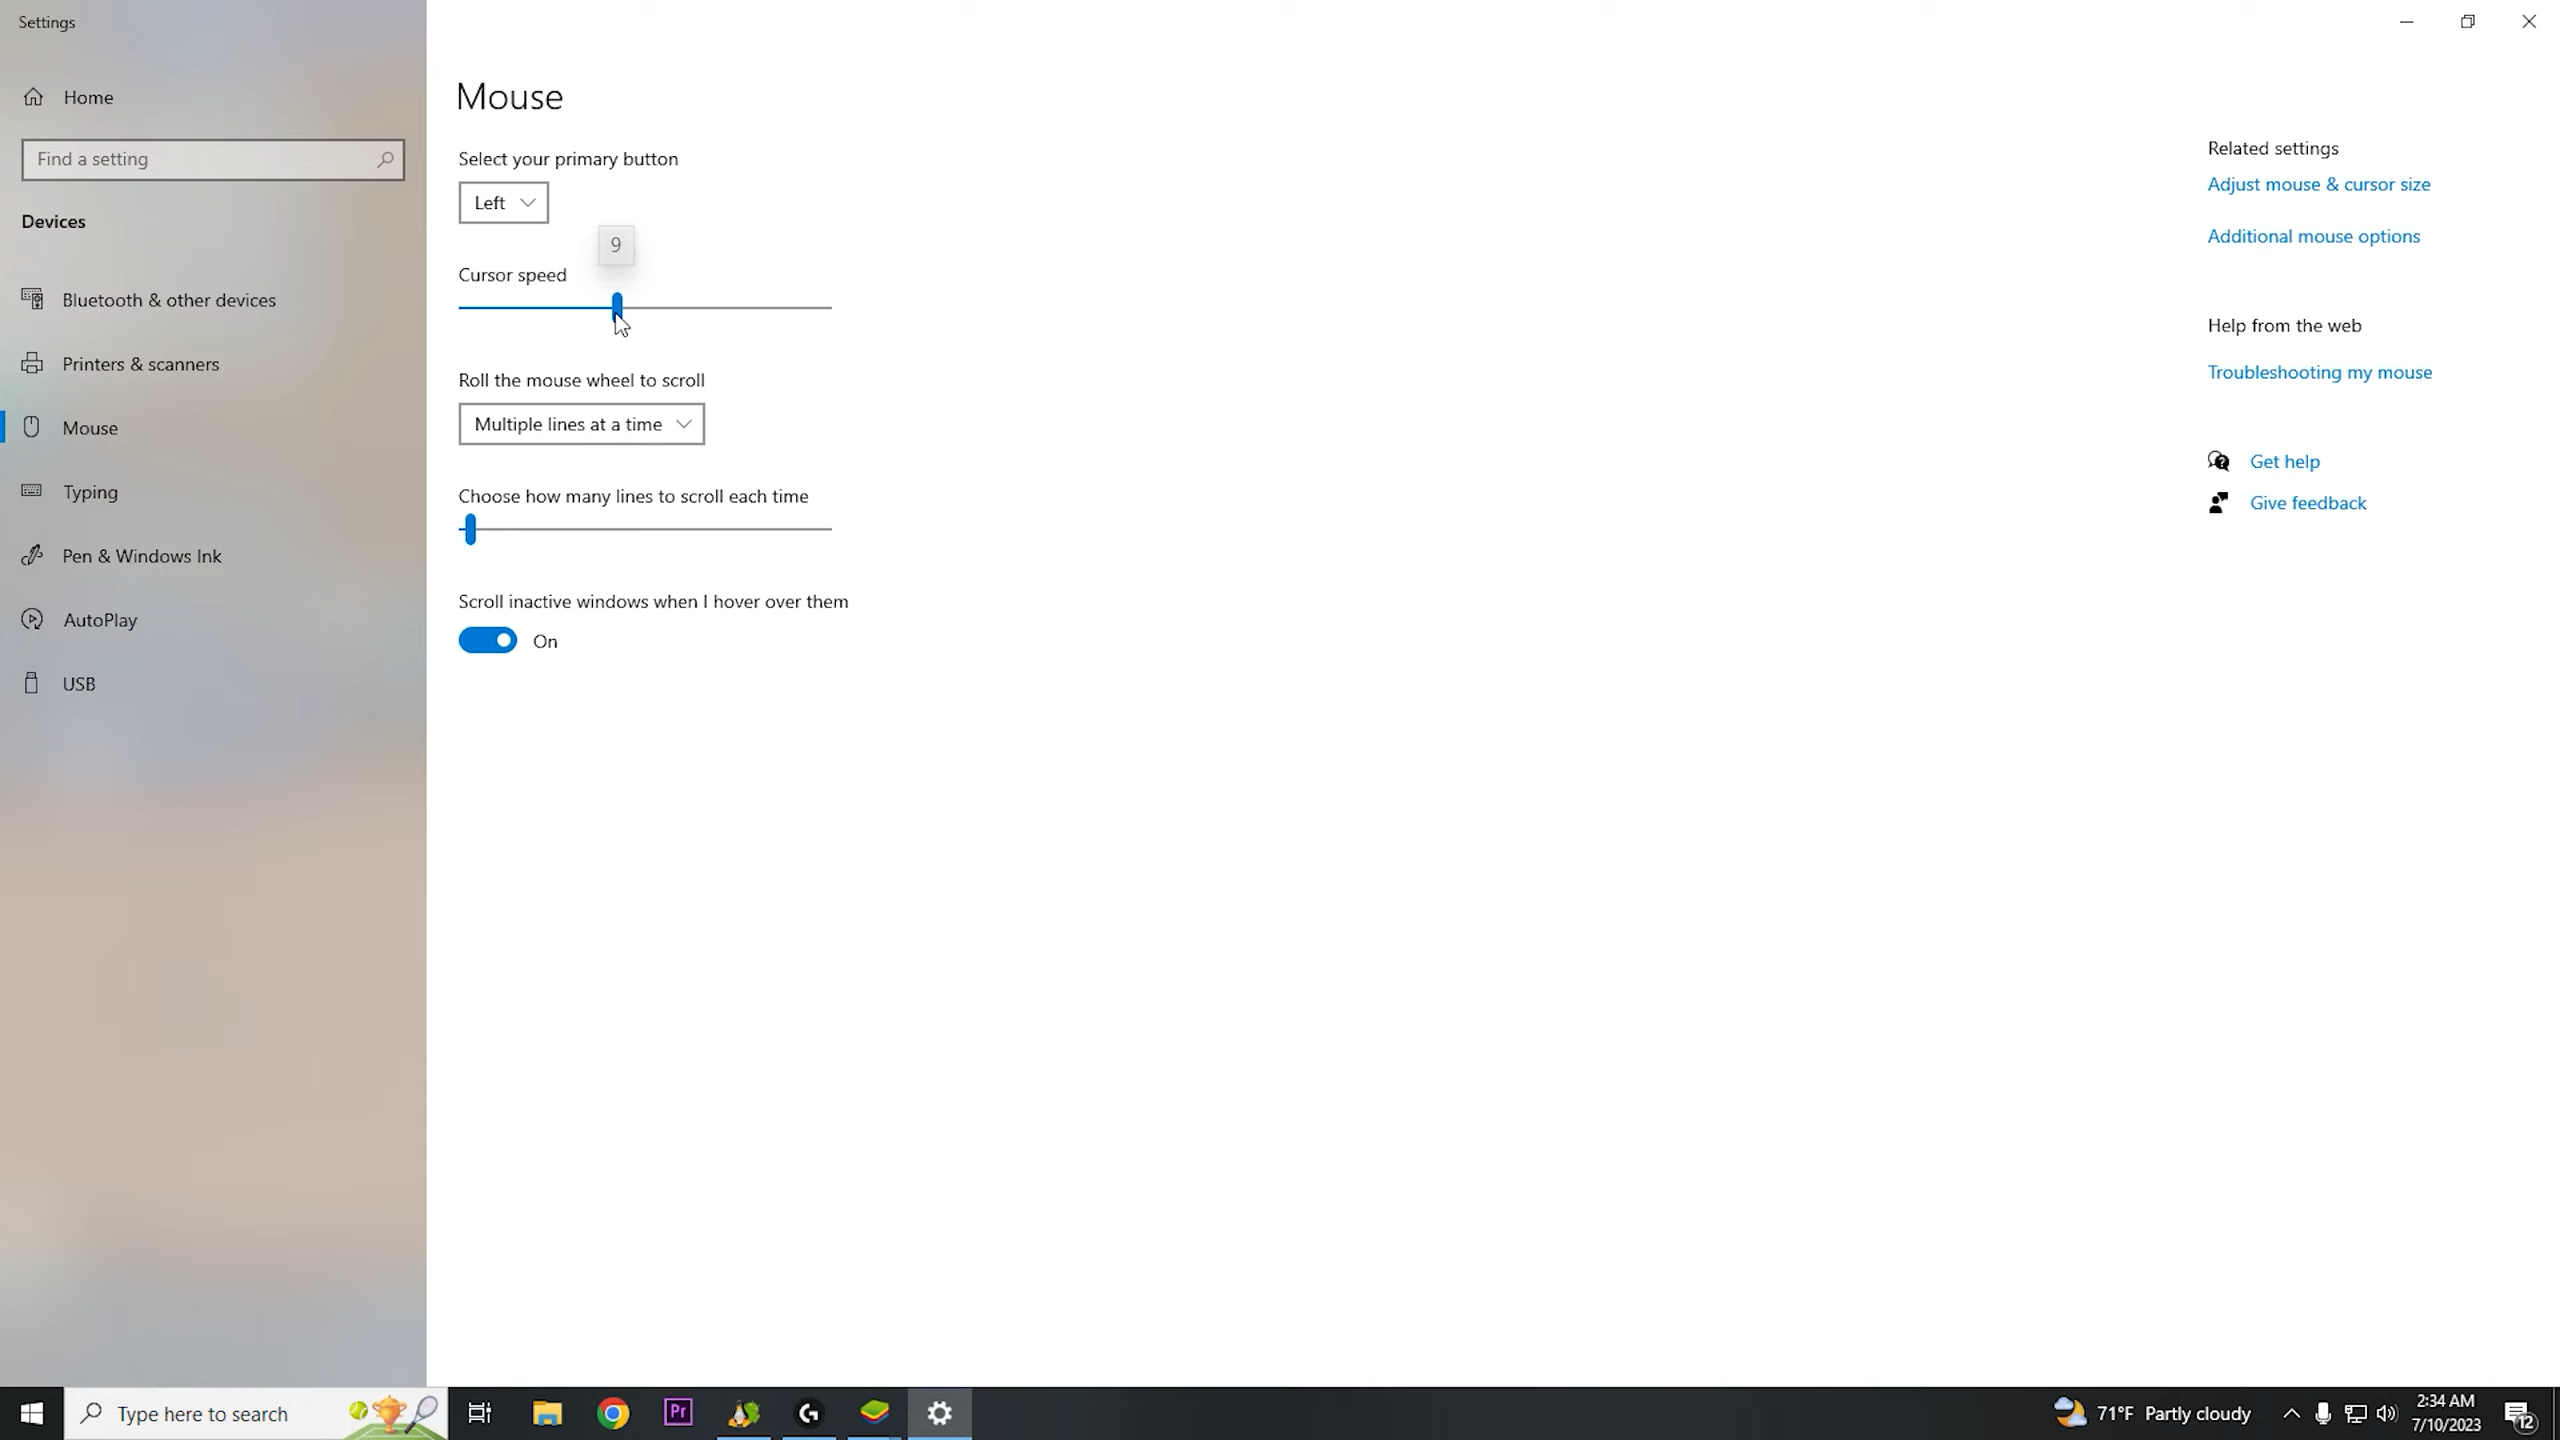 Settings
Home
Find a setting
Devices
Bluetooth & other devices
Printers & scanners
Mouse
Typing
Pen & Windows Ink
AutoPlay
USB
Mouse
Select your primary button
Left
9
Cursor speed
Roll the mouse wheel to scroll
Multiple lines at a time
Choose how many lines to scroll each time
Scroll inactive windows when I hover over them
On
Related settings
Adjust mouse & cursor size
Additional mouse options
Help from the web
Troubleshooting my mouse
Get help
Give feedback
Type here to search
Pr
71°F Partly cloudy
2:34 AM
7/10/2023
12